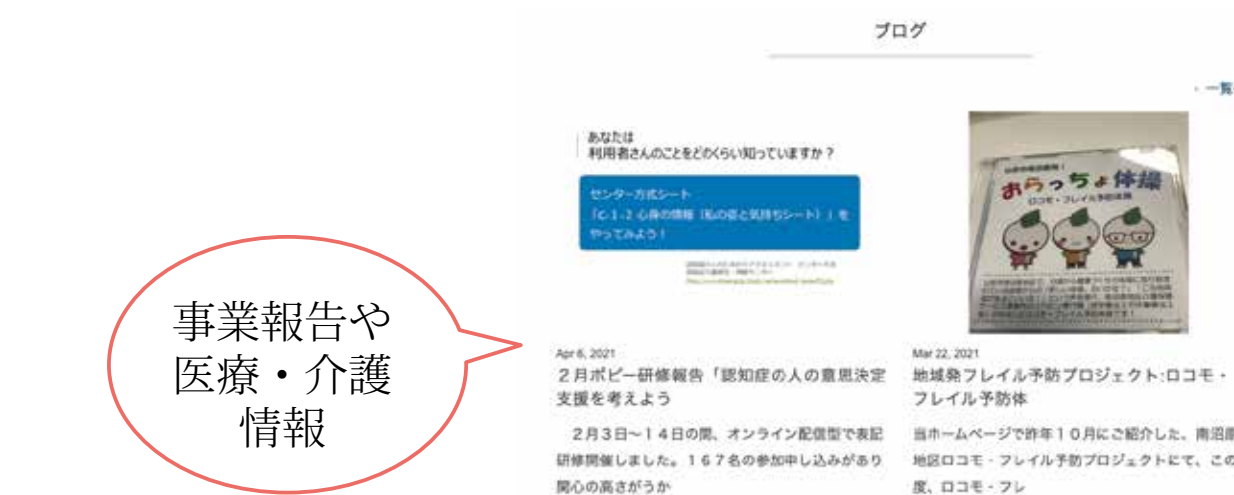 ブログ
一覧
あなたは
利用者さんのことをどのくらい知っていますか？
センター方式シート
「C-1-2 心身の情報（私の姿と気持ちシート）」を
やってみよう！
おらっちょ体操
ロコモ・フレイル予防体操
事業報告や
医療・介護
情報
Apr 6, 2021
２月ポピー研修報告「認知症の人の意思決定
支援を考えよう
２月３日～１４日の間、オンライン配信型で表記
研修開催しました。１６７名の参加申し込みがあり
関心の高さがうか
Mar 22, 2021
地域発フレイル予防プロジェクト:ロコモ・
フレイル予防体
当ホームページで昨年１０月にご紹介した、南沼原
地区ロコモ・フレイル予防プロジェクトにて、この
度、ロコモ・フレ